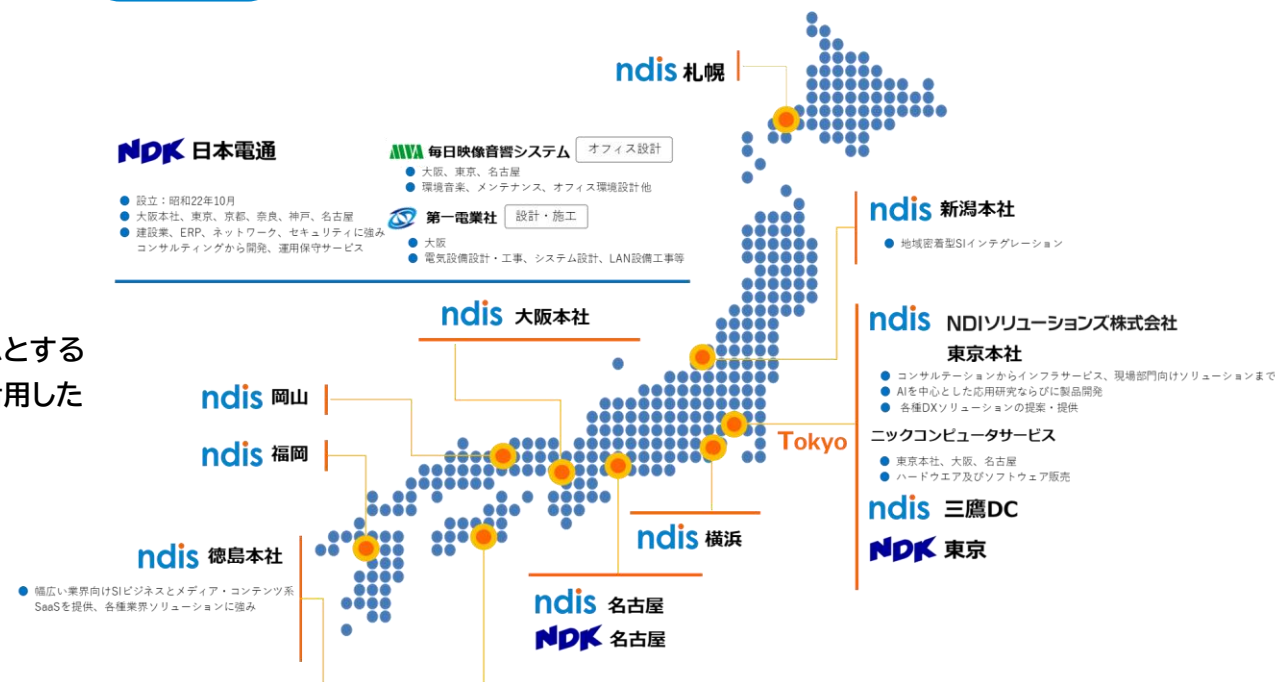 ndis 札幌
NDK 日本電通
設立:昭和22年10月
大阪本社、東京、京都、奈良、神戸、名古屋
建設業、ERP、ネットワーク、セキュリティに強み
コンサルティングから開発、運用保守サービス
MVA 毎日映像音響システム オフィス設計
大阪、東京、名古屋
環境音楽、メンテナンス、オフィス環境設計他
第一電業社 設計・施工
大阪
電気設備設計・工事、システム設計、LAN設備工事等
ndis 新潟本社
地域密着型SIインテグレーション
ndis 大阪本社
ndis NDIソリューションズ株式会社
東京本社
コンサルテーションからインフラサービス、現場部門向けソリューションまで
AIを中心とした応用研究ならびに製品開発
各種DXソリューションの提案・提供
とする
用した
ndis 岡山
ndis 福岡
Tokyo
ニックコンピュータサービス
東京本社、大阪、名古屋
ハードウエア及びソフトウェア販売
ndis 三鷹DC
NDK 東京
ndis 横浜
ndis 徳島本社
幅広い業界向けSIビジネスとメディア・コンテンツ系
SaaSを提供、各種業界ソリューションに強み
ndis 名古屋
NDK 名古屋